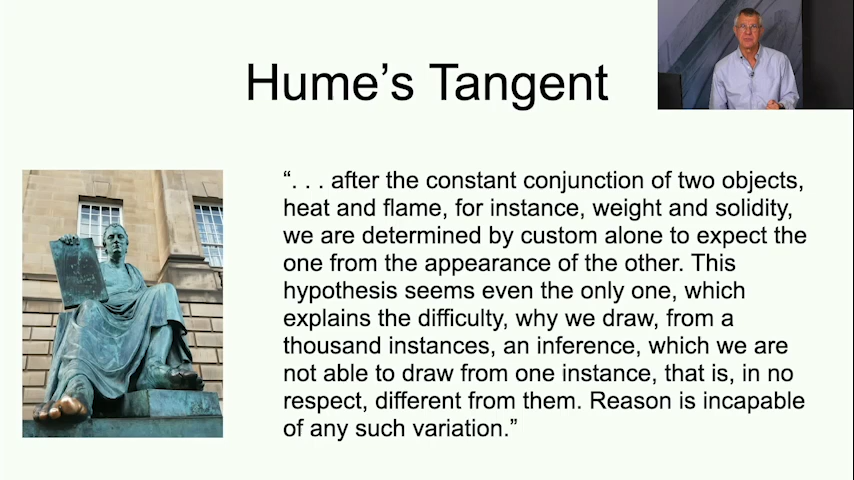 Hume’s Tangent
“. . . after the constant conjunction of two objects,
heat and flame, for instance, weight and solidity,
we are determined by custom alone to expect the
one from the appearance of the other. This
hypothesis seems even the only one, which
explains the difficulty, why we draw, from a
thousand instances, an inference, which we are
not able to draw from one instance, that is, in no
respect, different from them. Reason is incapable
of any such variation.”